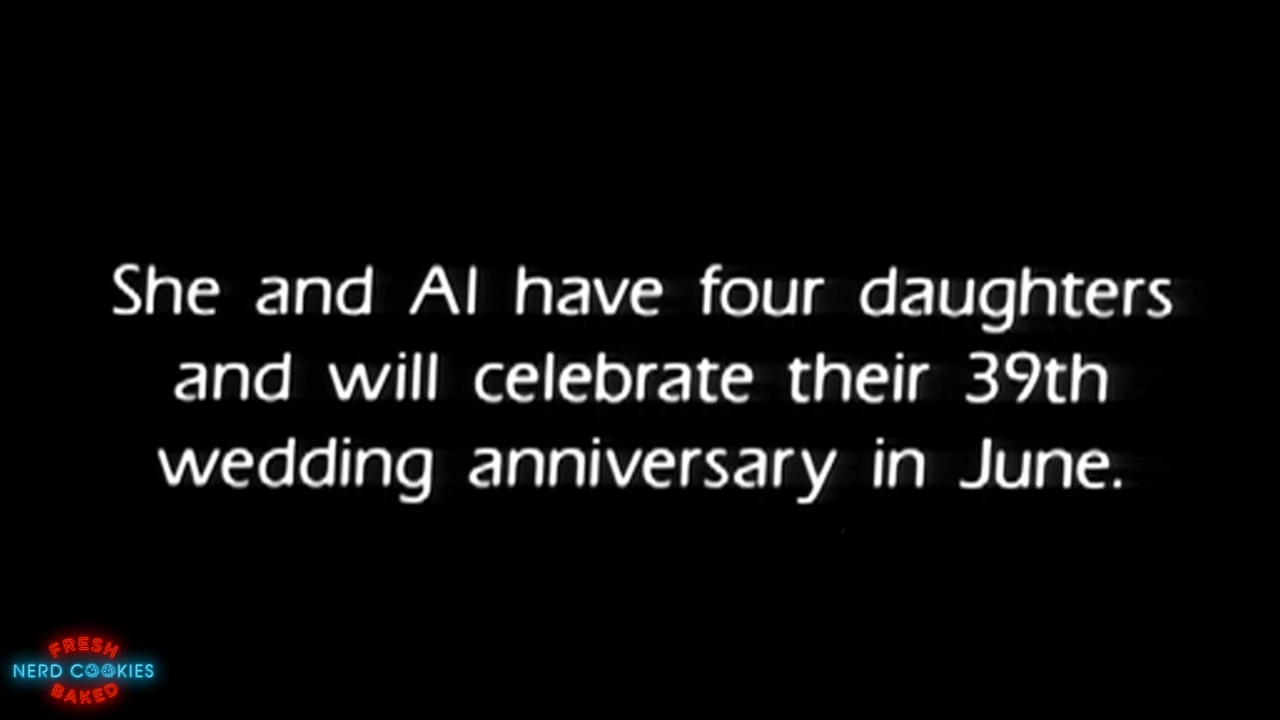 She and Al have four daughters
and will celebrate their 39th
wedding anniversary in June.
FRESH
NERD COOKIES
BAKED